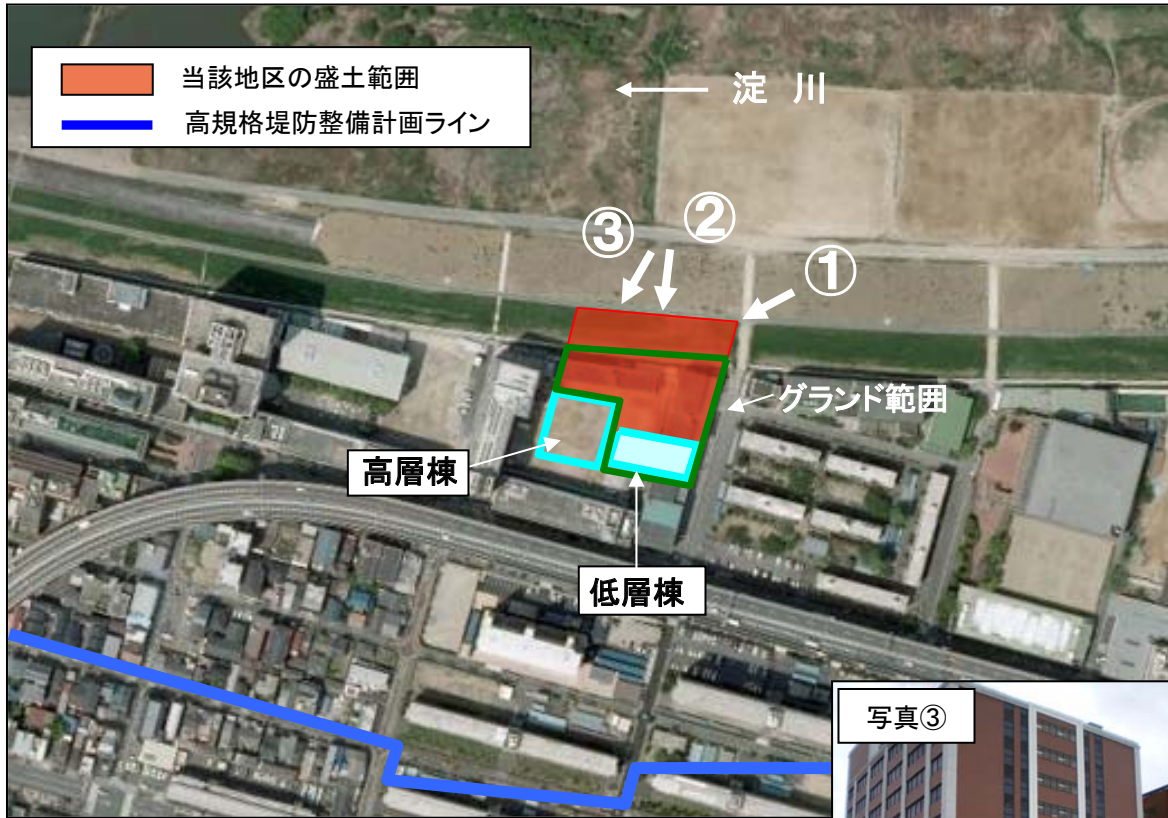 当該地区の盛土範囲
高規格堤防整備計画ライン
淀 川
③
②
①
グランド範囲
高層棟
低層棟
写真③